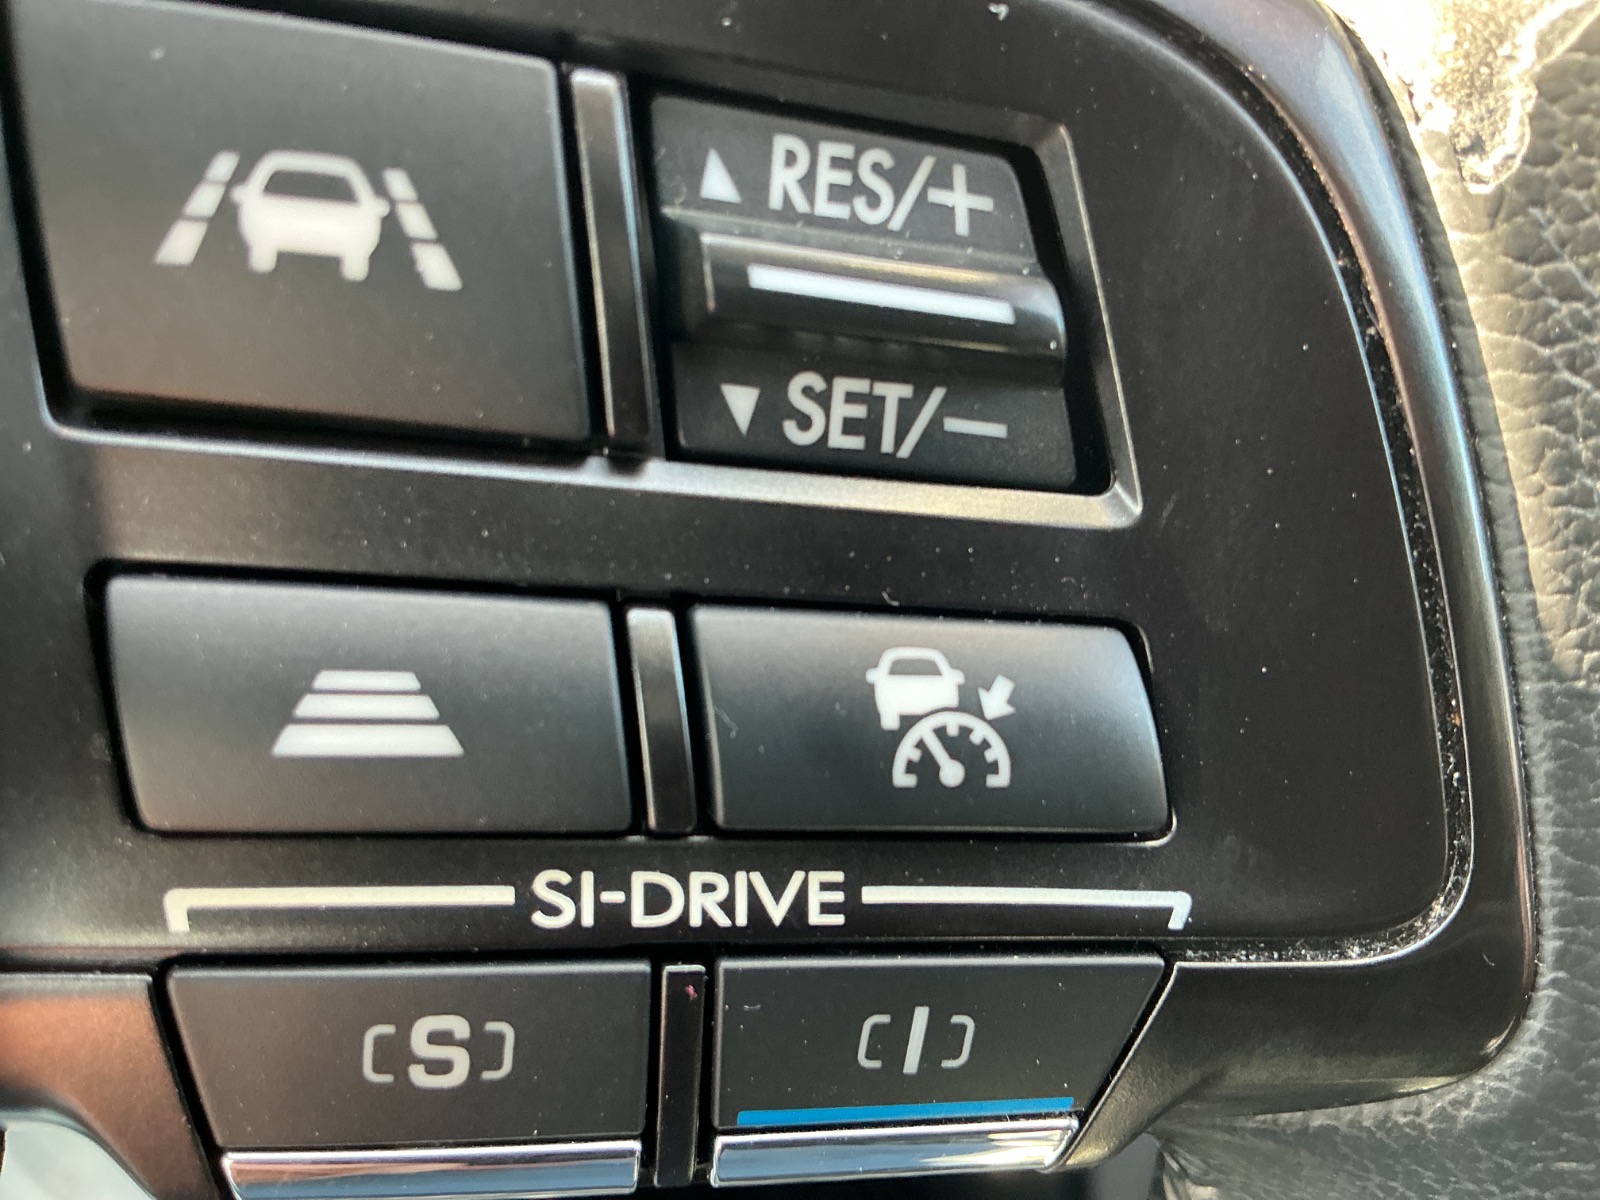 ▲ RES/+
▼ SET/−
SI-DRIVE
[S]
[I]